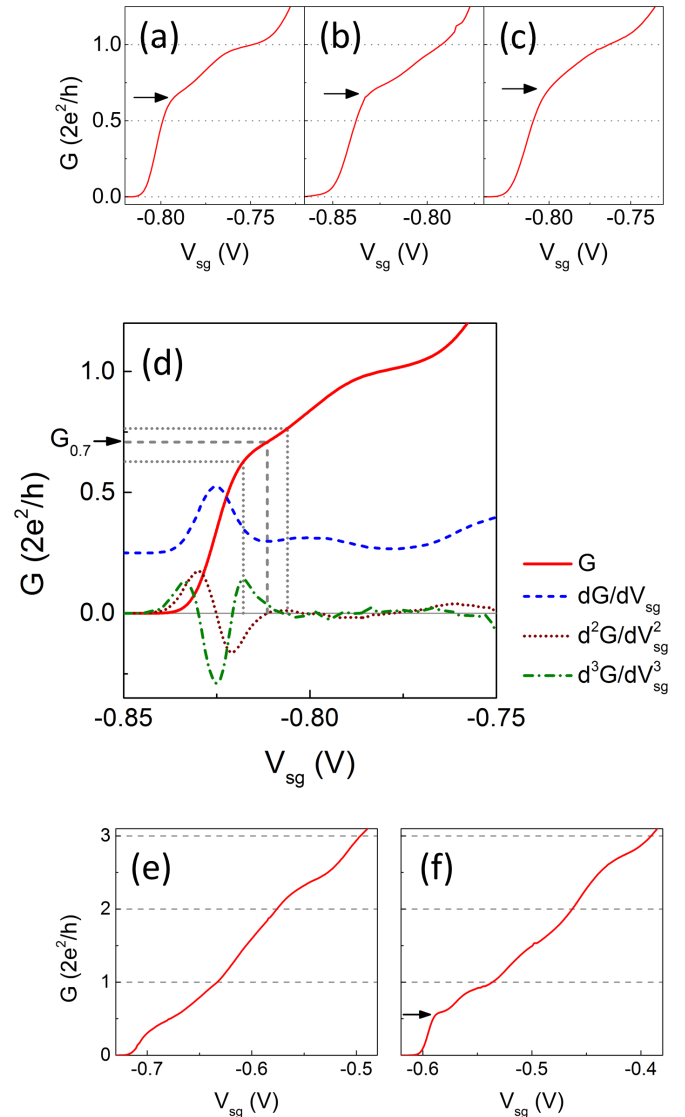 (a) (b) (c)
G (2e²/h)
1.0
0.5
0.0
-0.80 -0.75 -0.85 -0.80 -0.80 -0.75
V_sg (V) V_sg (V) V_sg (V)
(d)
G (2e²/h)
1.0
G_0.7
0.5
0.0
-0.85 -0.80 -0.75
V_sg (V)
G
dG/dV_sg
d²G/dV²_sg
d³G/dV³_sg
(e) (f)
G (2e²/h)
3
2
1
0
-0.7 -0.6 -0.5 -0.6 -0.5 -0.4
V_sg (V) V_sg (V)